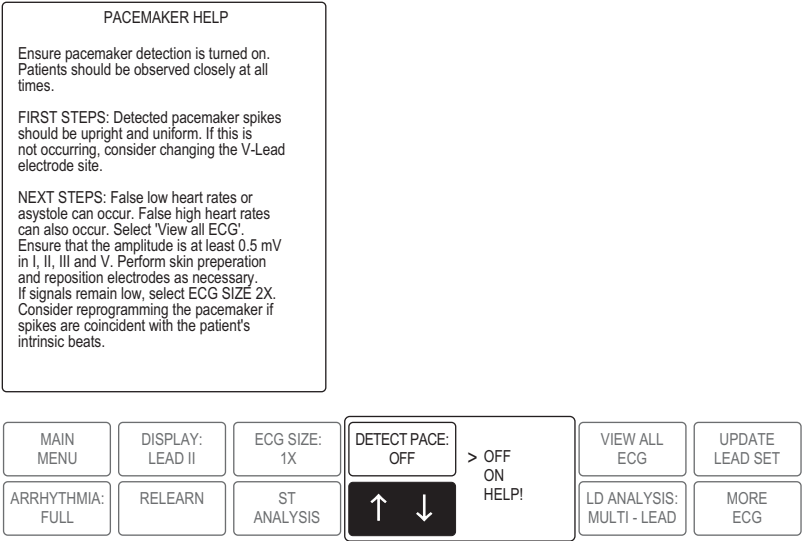 PACEMAKER HELP
Ensure pacemaker detection is turned on.
Patients should be observed closely at all
times.
FIRST STEPS: Detected pacemaker spikes
should be upright and uniform. If this is
not occurring, consider changing the V-Lead
electrode site.
NEXT STEPS: False low heart rates or
asystole can occur. False high heart rates
can also occur. Select 'View all ECG'.
Ensure that the amplitude is at least 0.5 mV
in I, II, III and V. Perform skin preperation
and reposition electrodes as necessary.
If signals remain low, select ECG SIZE 2X.
Consider reprogramming the pacemaker if
spikes are coincident with the patient's
intrinsic beats.
MAIN
MENU
DISPLAY:
LEAD II
ECG SIZE:
1X
DETECT PACE:
OFF
> OFF
ON
HELP!
VIEW ALL
ECG
UPDATE
LEAD SET
ARRHYTHMIA:
FULL
RELEARN
ST
ANALYSIS
↑ ↓
LD ANALYSIS:
MULTI - LEAD
MORE
ECG